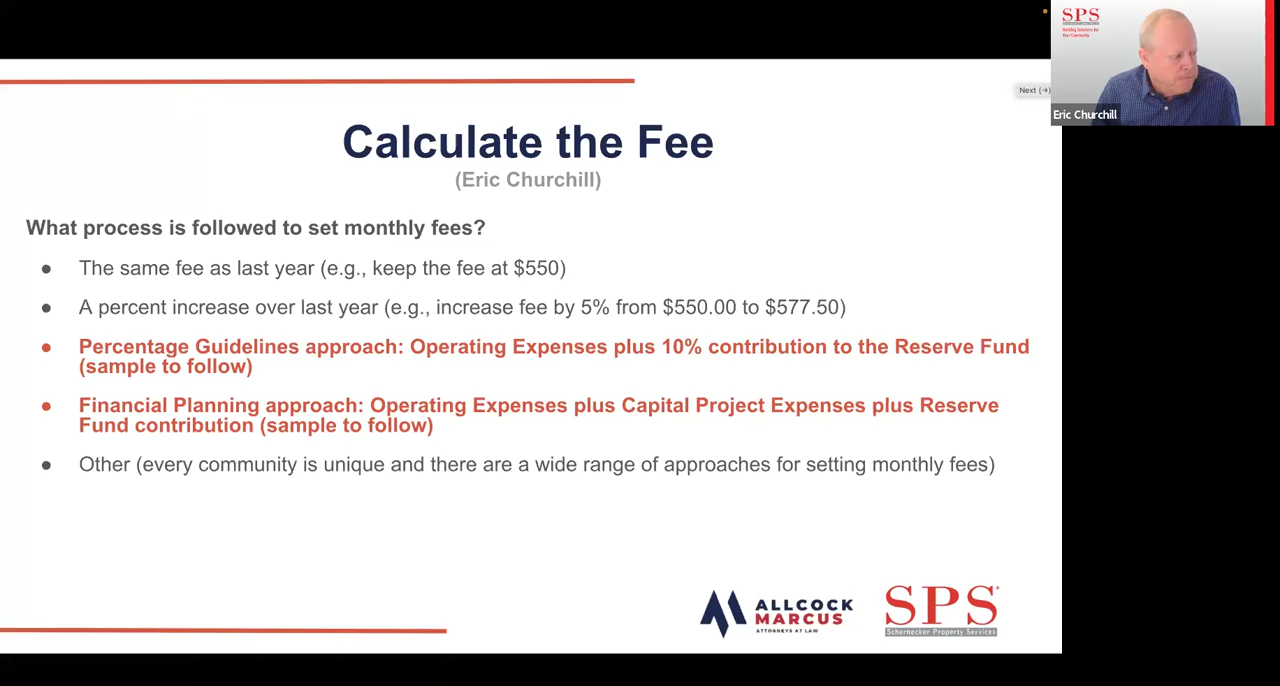 SPS
Building Solutions for
Your Community
Next (→)
Eric Churchill
Calculate the Fee
(Eric Churchill)
What process is followed to set monthly fees?
● The same fee as last year (e.g., keep the fee at $550)
● A percent increase over last year (e.g., increase fee by 5% from $550.00 to $577.50)
● Percentage Guidelines approach: Operating Expenses plus 10% contribution to the Reserve Fund
(sample to follow)
● Financial Planning approach: Operating Expenses plus Capital Project Expenses plus Reserve
Fund contribution (sample to follow)
● Other (every community is unique and there are a wide range of approaches for setting monthly fees)
ALLCOCK
MARCUS
ATTORNEYS AT LAW
SPS®
Schernecker Property Services